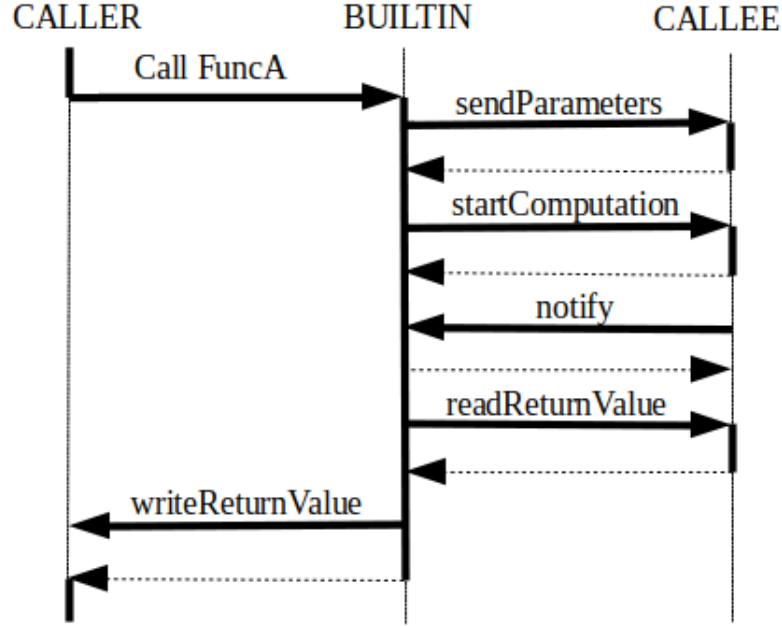 CALLER BUILTIN CALLEE
Call FuncA
sendParameters
startComputation
notify
readReturnValue
writeReturnValue